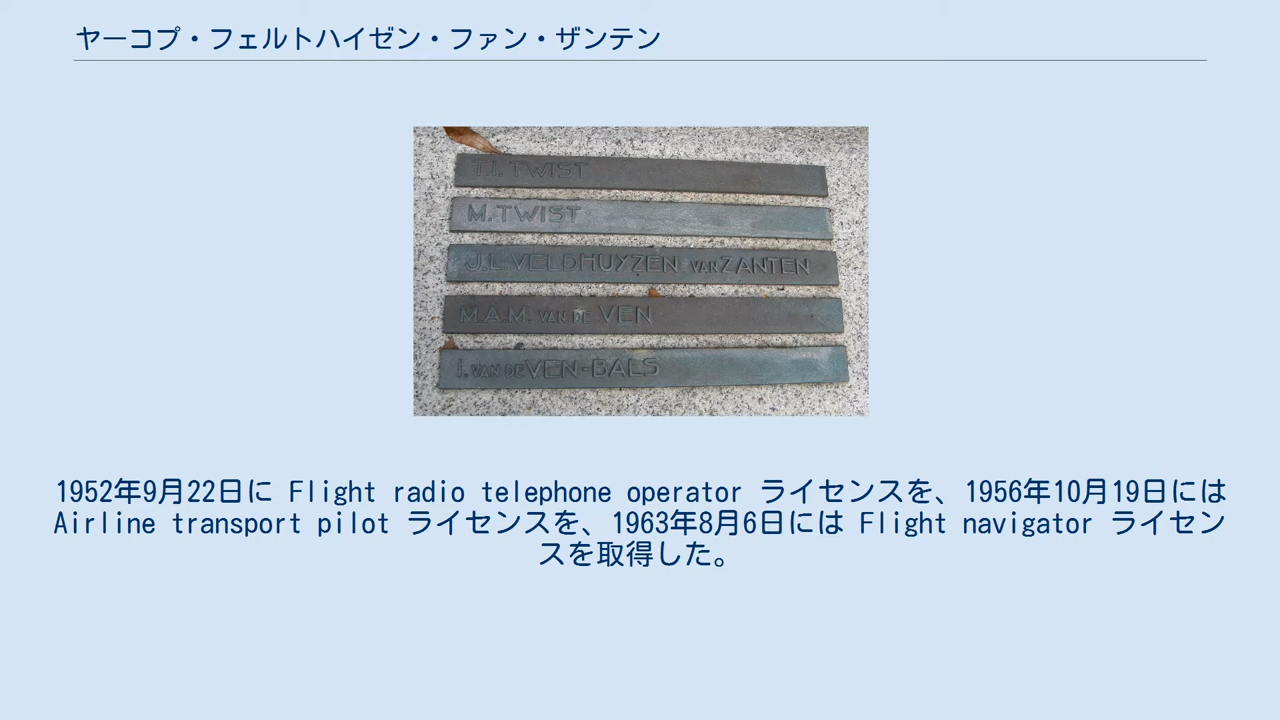 ヤーコプ・フェルトハイゼン・ファン・ザンテン
T.I. TWIST
M. TWIST
J.L. VELDHUYZEN VAN ZANTEN
M.A.M. VAN DE VEN
I. VAN DE VEN-BALS
1952年9月22日に Flight radio telephone operator ライセンスを、1956年10月19日には
Airline transport pilot ライセンスを、1963年8月6日には Flight navigator ライセン
スを取得した。